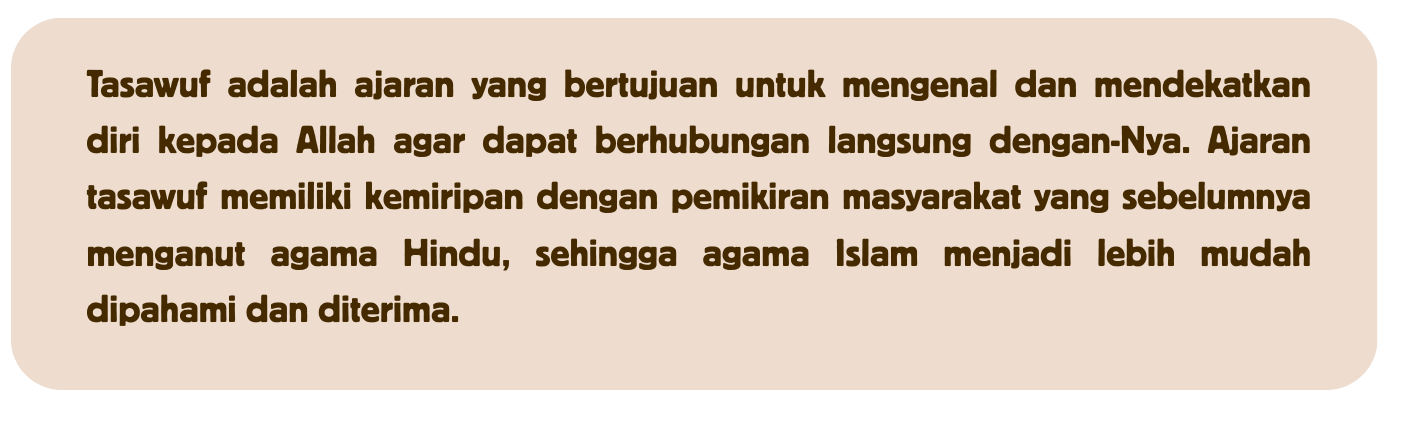 Tasawuf adalah ajaran yang bertujuan untuk mengenal dan mendekatkan
diri kepada Allah agar dapat berhubungan langsung dengan-Nya. Ajaran
tasawuf memiliki kemiripan dengan pemikiran masyarakat yang sebelumnya
menganut agama Hindu, sehingga agama Islam menjadi lebih mudah
dipahami dan diterima.